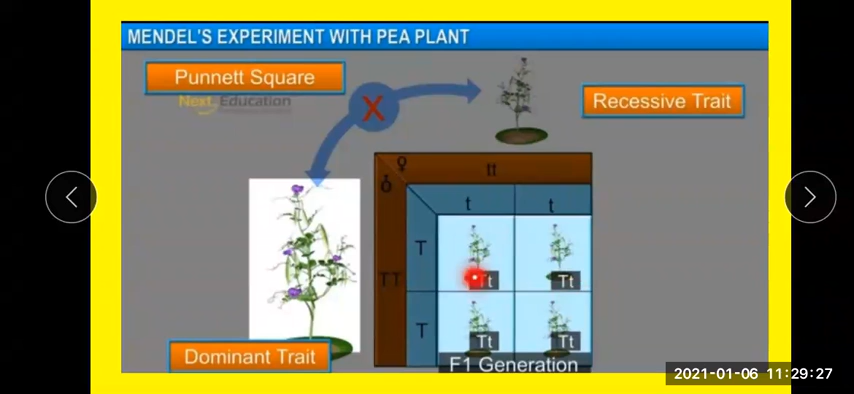 MENDEL'S EXPERIMENT WITH PEA PLANT
Punnett Square
Next Education
X
Recessive Trait
♀ tt
♂
t t
T Tt Tt
TT
T Tt Tt
Dominant Trait
F1 Generation
2021-01-06 11:29:27